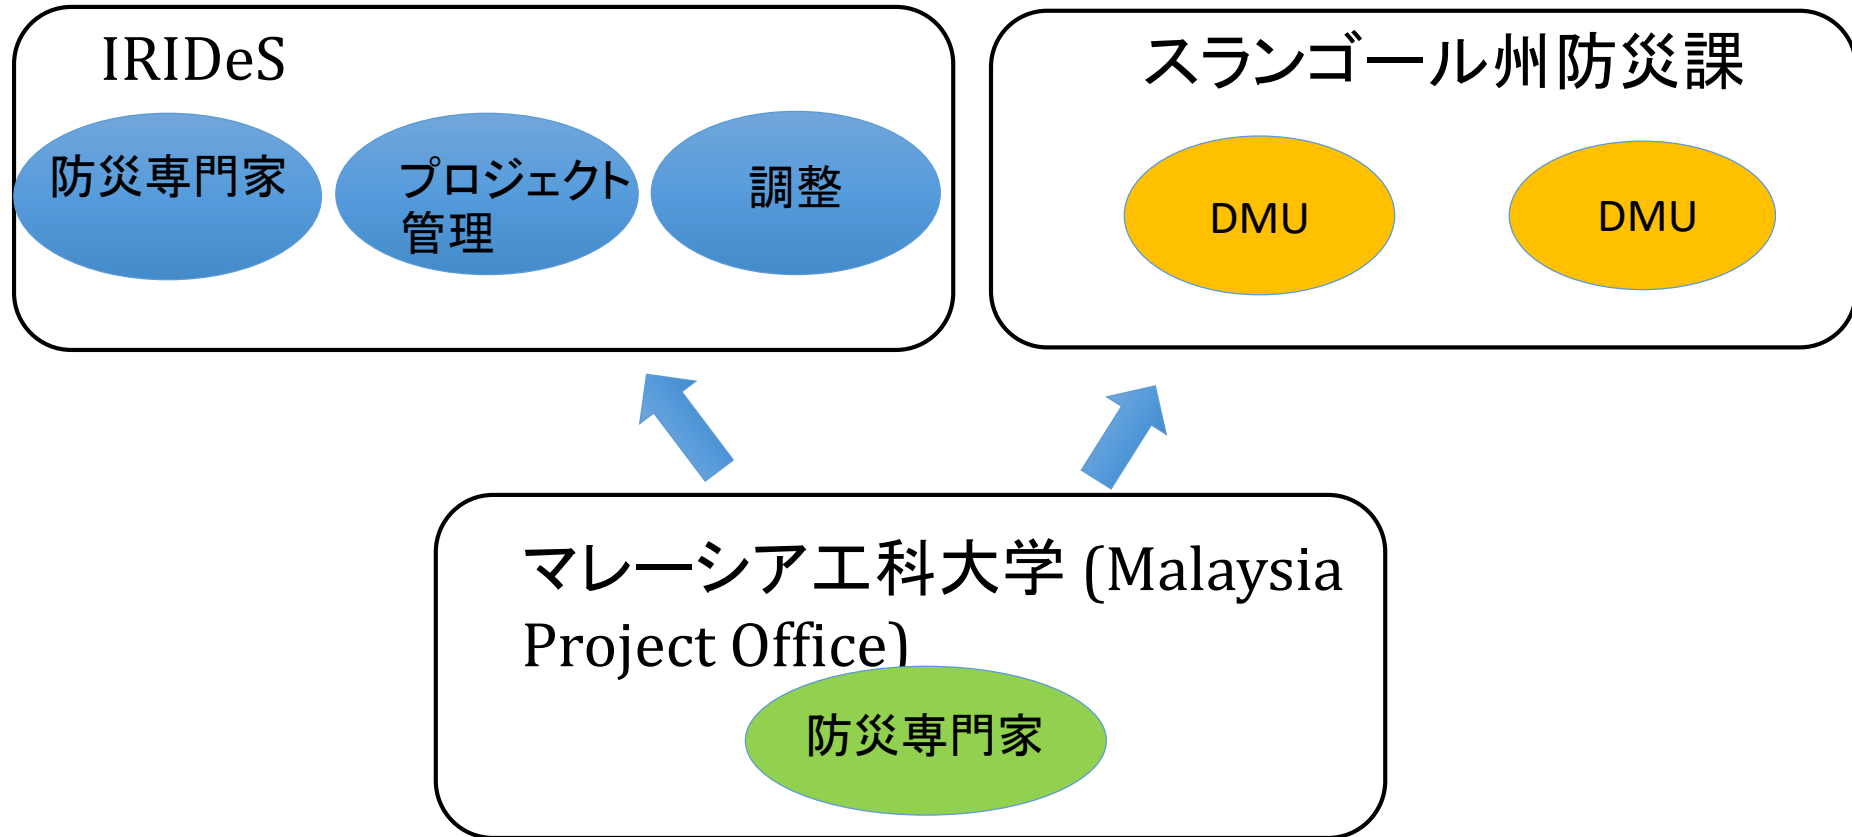 IRIDeS
防災専門家
プロジェクト
管理
調整
スランゴール州防災課
DMU
DMU
マレーシア工科大学 (Malaysia
Project Office)
防災専門家